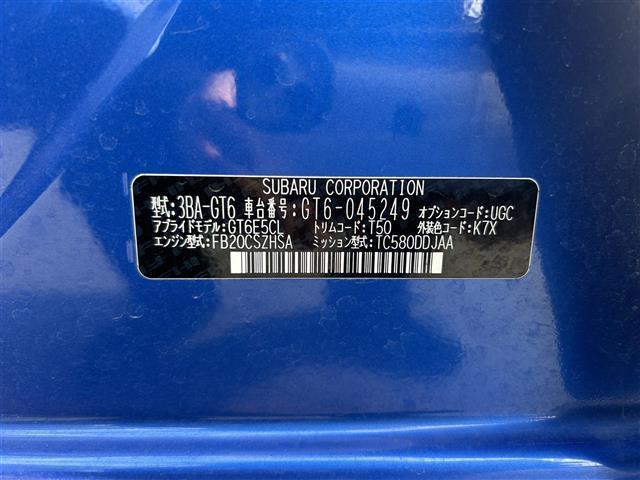 SUBARU CORPORATION
型式: 3BA-GT6 車台番号: GT6-045249 オプションコード: UGC
アプライドモデル: GT6E5CL トリムコード: T50 外装色コード: K7X
エンジン型式: FB20CSZHSA ミッション型式: TC580DDJAA